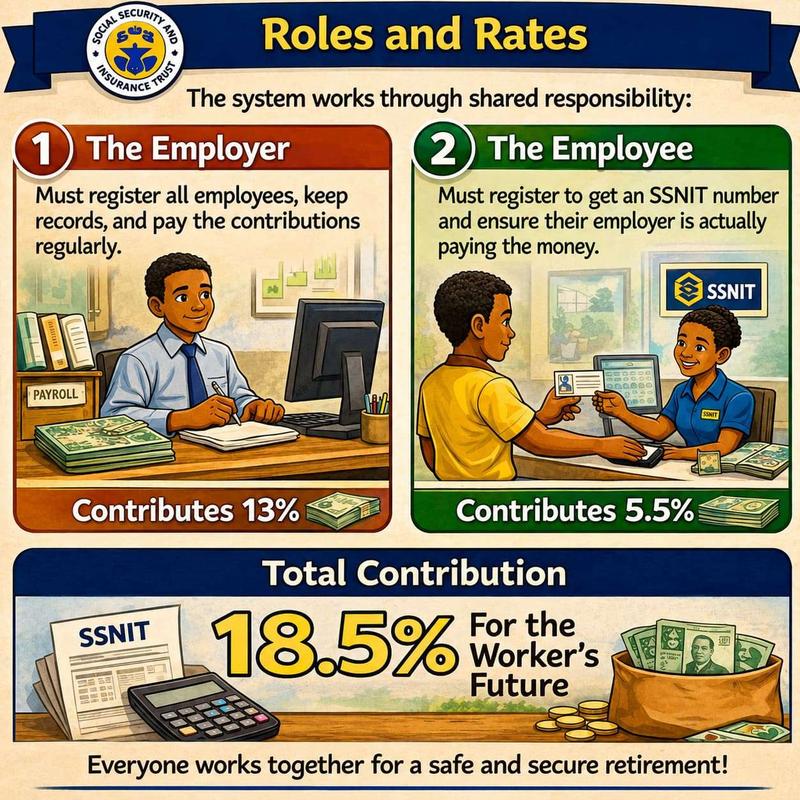 SOCIAL SECURITY AND
INSURANCE TRUST
Roles and Rates
The system works through shared responsibility:
1 The Employer
Must register all employees, keep
records, and pay the contributions
regularly.
PAYROLL
Contributes 13%
2 The Employee
Must register to get an SSNIT number
and ensure their employer is actually
paying the money.
SSNIT
SSNIT
Contributes 5.5%
Total Contribution
SSNIT
18.5%
For the
Worker's
Future
Everyone works together for a safe and secure retirement!